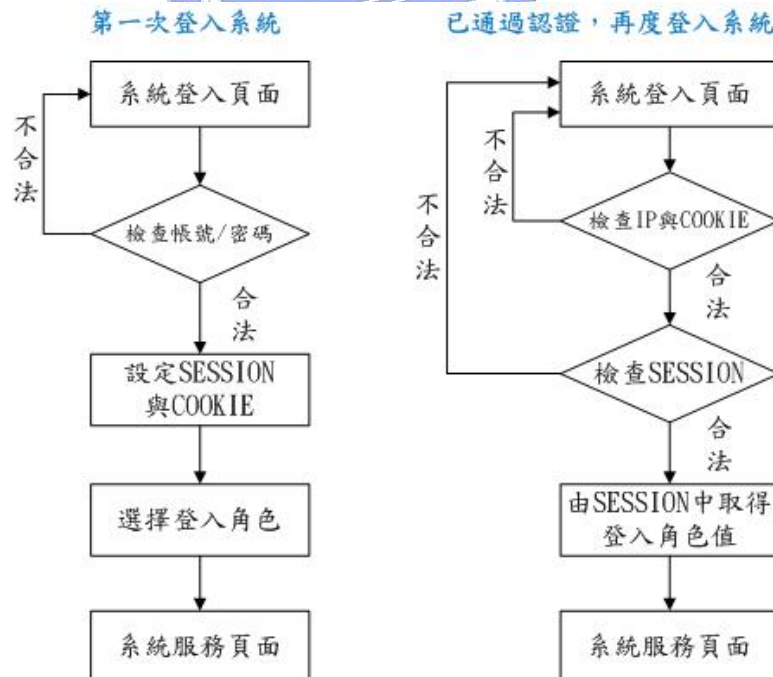 第一次登入系統
系統登入頁面
不
合
法
檢查帳號/密碼
合
法
設定SESSION
與COOKIE
選擇登入角色
系統服務頁面
已通過認證，再度登入系統
系統登入頁面
不
合
法
不
合
法
檢查IP與COOKIE
合
法
檢查SESSION
合
法
由SESSION中取得
登入角色值
系統服務頁面